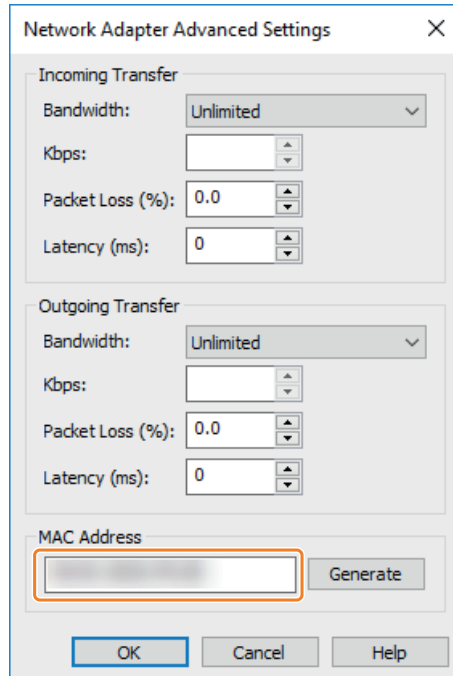 Network Adapter Advanced Settings
Incoming Transfer
Bandwidth: Unlimited
Kbps:
Packet Loss (%): 0.0
Latency (ms): 0
Outgoing Transfer
Bandwidth: Unlimited
Kbps:
Packet Loss (%): 0.0
Latency (ms): 0
MAC Address
Generate
OK Cancel Help